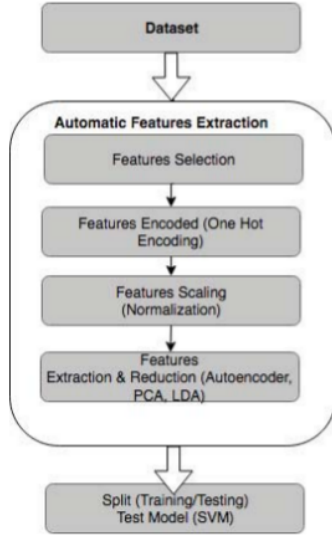 Dataset
Automatic Features Extraction
Features Selection
Features Encoded (One Hot
Encoding)
Features Scaling
(Normalization)
Features
Extraction & Reduction (Autoencoder,
PCA, LDA)
Split (Training/Testing)
Test Model (SVM)